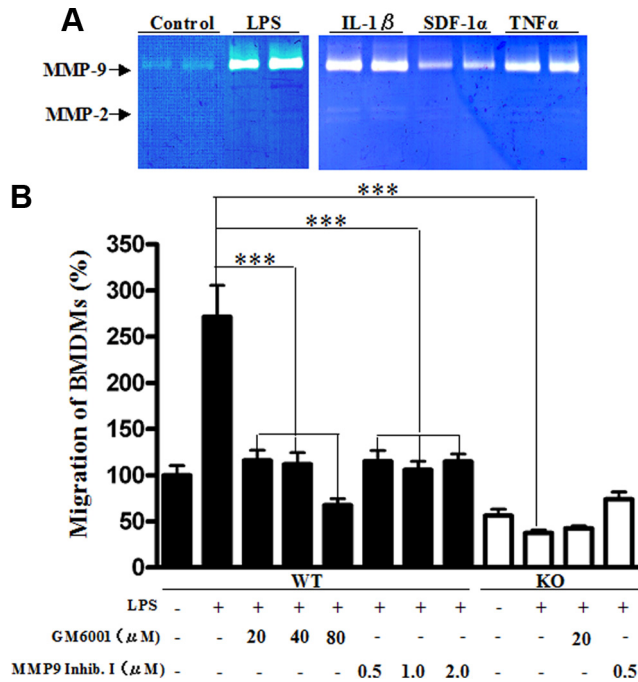 A
Control LPS IL-1β SDF-1α TNFα
MMP-9
MMP-2
B
***
***
***
Migration of BMDMs (%)
350
300
250
200
150
100
50
0
WT KO
LPS - + + + + + + + - + + +
GM6001 (μM) - - 20 40 80 - - - - - 20 -
MMP9 Inhib. I (μM) - - - - - 0.5 1.0 2.0 - - - 0.5